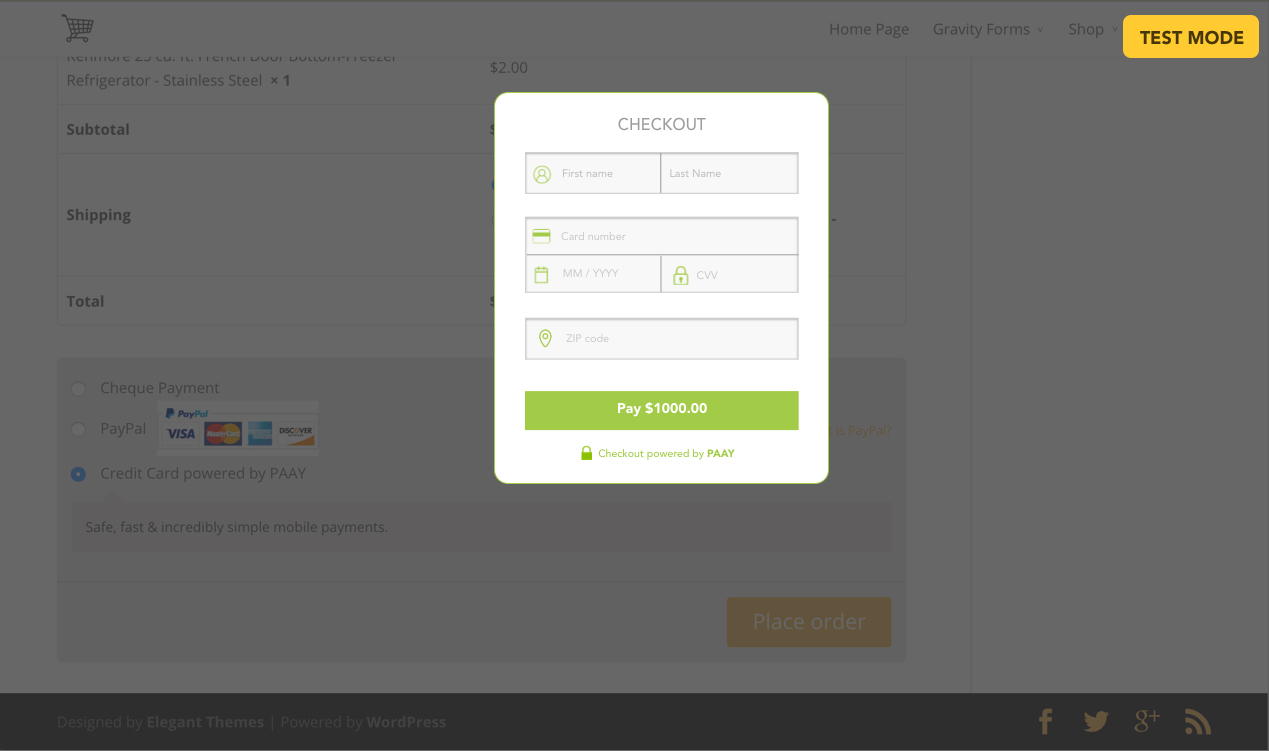 Home Page Gravity Forms Shop TEST MODE
Kenmore 25 cu. ft. French Door Bottom-Freezer
Refrigerator - Stainless Steel × 1 $2.00
Subtotal $
Shipping -
Total $
CHECKOUT
First name Last Name
Card number
MM / YYYY CVV
ZIP code
Pay $1000.00
Checkout powered by PAAY
Cheque Payment
PayPal PayPal VISA MasterCard DISCOVER is PayPal?
Credit Card powered by PAAY
Safe, fast & incredibly simple mobile payments.
Place order
Designed by Elegant Themes | Powered by WordPress